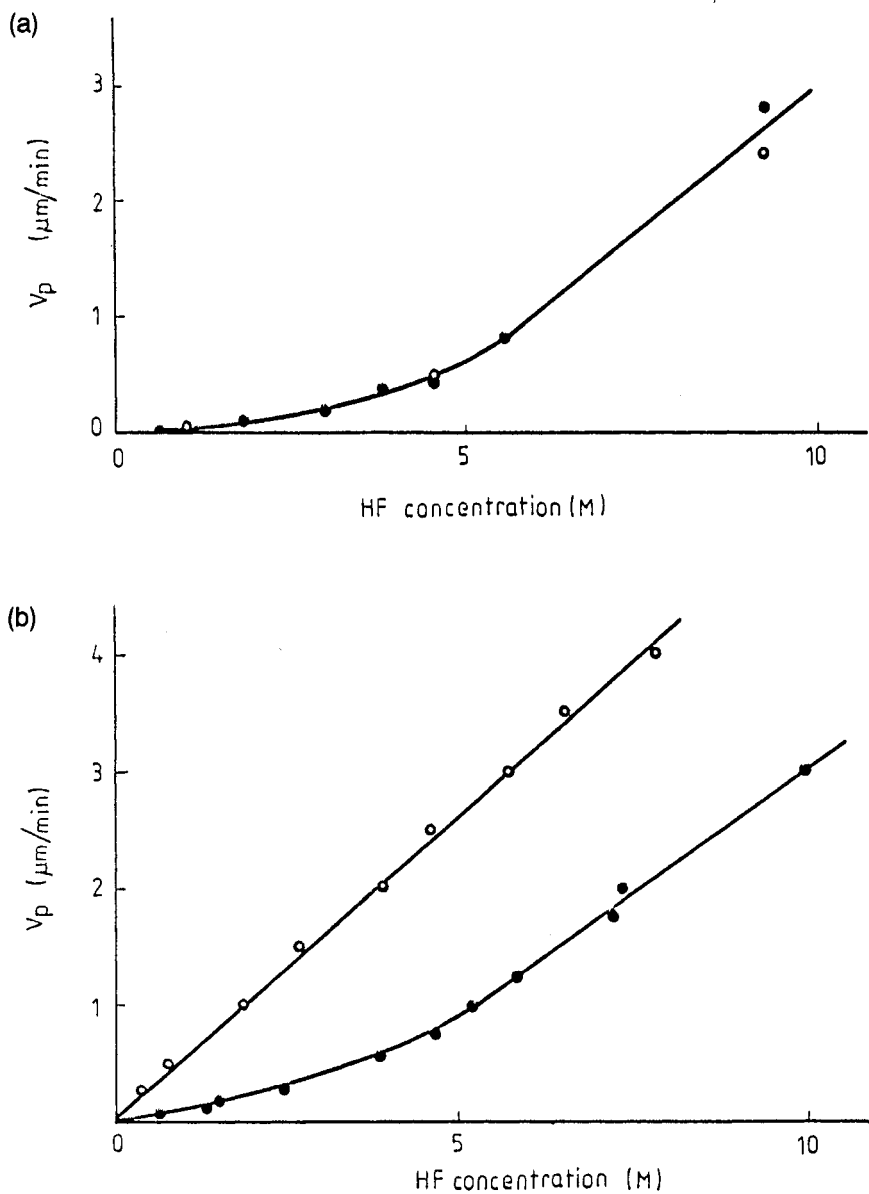 (a)
3
2
1
0
Vp (μm/min)
0 5 10
HF concentration (M)
(b)
4
3
2
1
Vp (μm/min)
0 5 10
HF concentration (M)